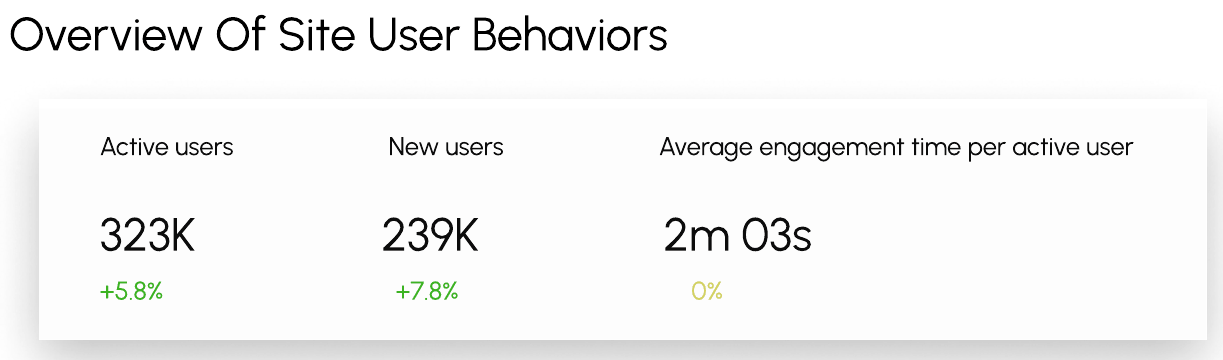 Overview Of Site User Behaviors
Active users New users Average engagement time per active user
323K 239K 2m 03s
+5.8% +7.8% 0%